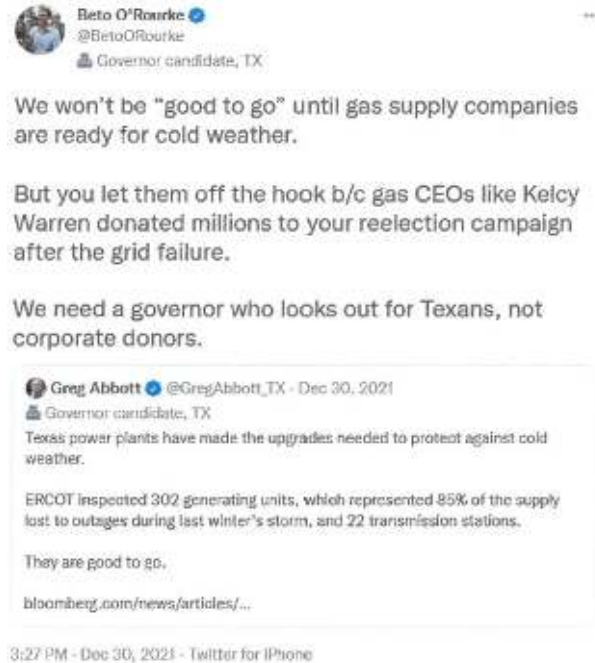 Beto O'Rourke
@BetoORourke
Governor candidate, TX
We won't be "good to go" until gas supply companies
are ready for cold weather.
But you let them off the hook b/c gas CEOs like Kelcy
Warren donated millions to your reelection campaign
after the grid failure.
We need a governor who looks out for Texans, not
corporate donors.
Greg Abbott @GregAbbott_TX · Dec 30, 2021
Governor candidate, TX
Texas power plants have made the upgrades needed to protect against cold
weather.
ERCOT inspected 302 generating units, which represented 85% of the supply
lost to outages during last winter's storm, and 22 transmission stations.
They are good to go.
bloomberg.com/news/articles/...
3:27 PM · Dec 30, 2021 · Twitter for iPhone